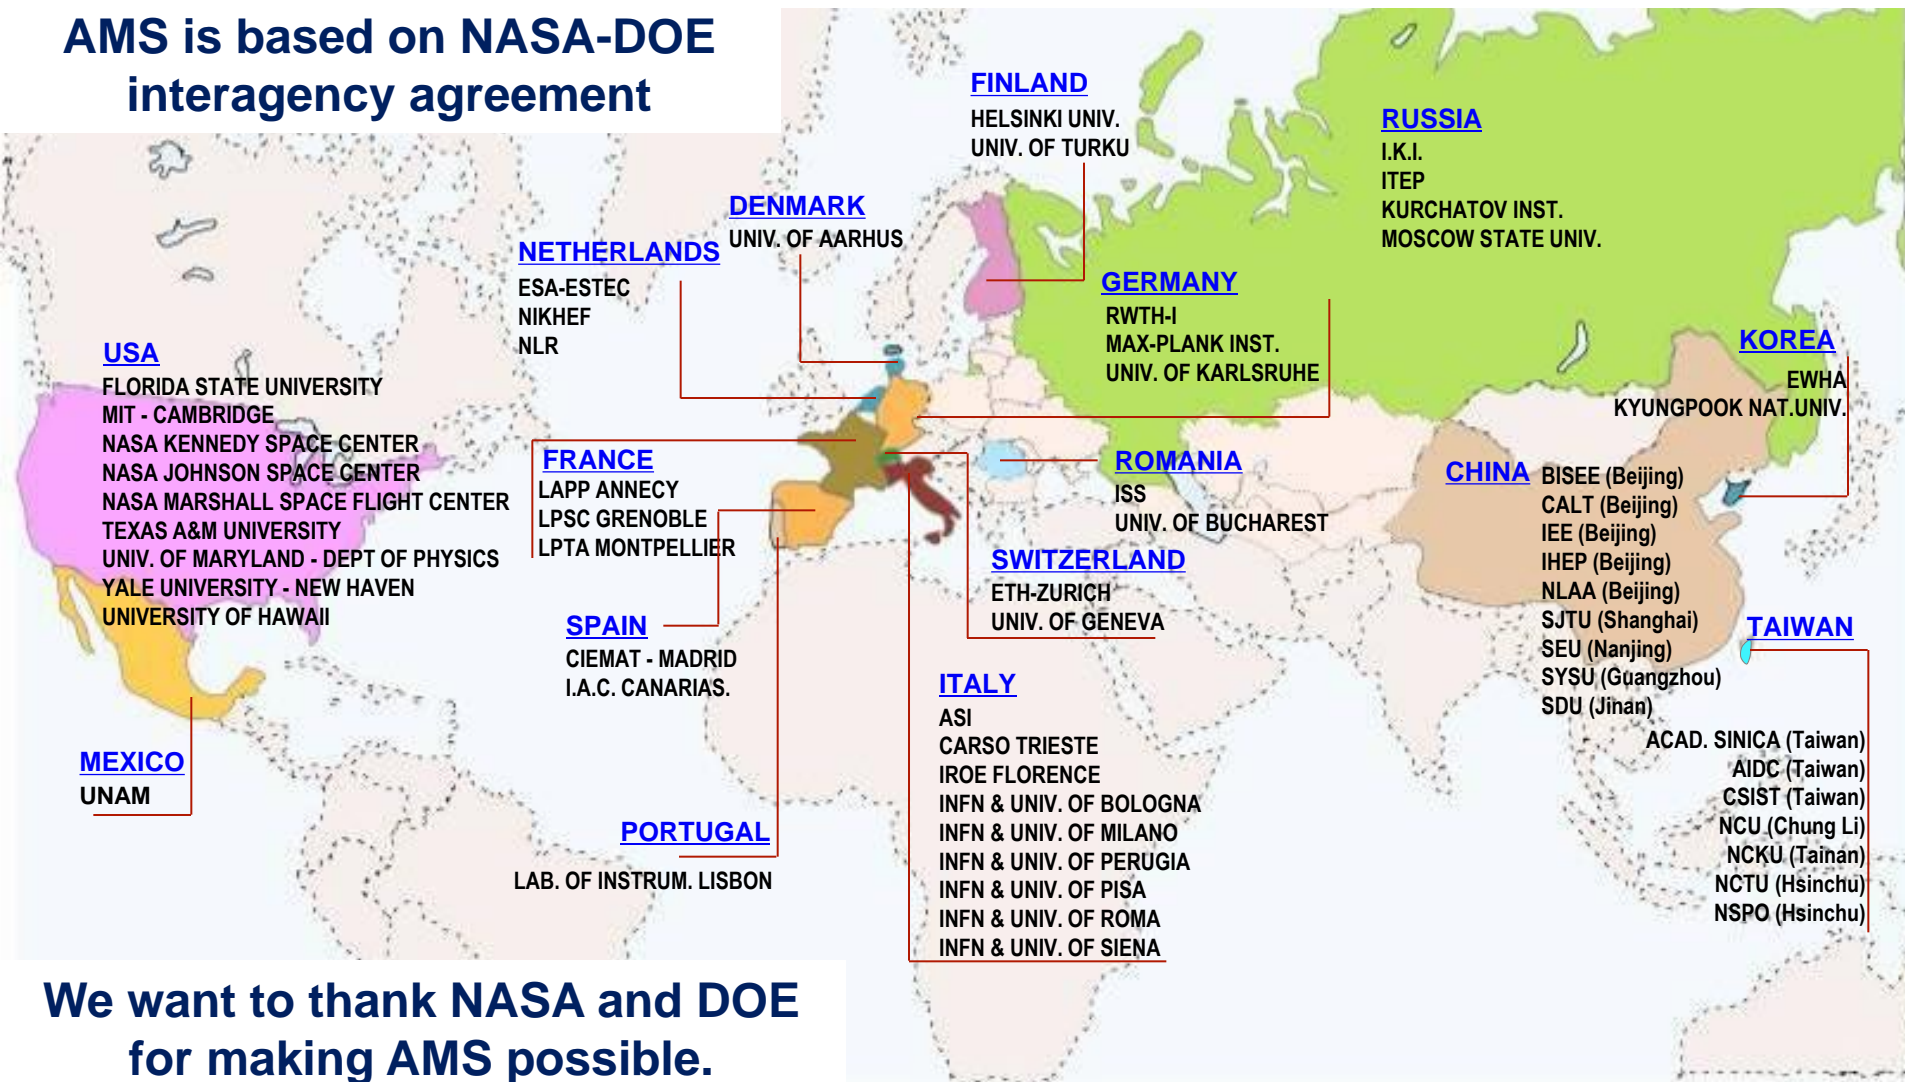 AMS is based on NASA-DOE
interagency agreement
FINLAND
HELSINKI UNIV.
UNIV. OF TURKU
RUSSIA
I.K.I.
ITEP
KURCHATOV INST.
MOSCOW STATE UNIV.
DENMARK
UNIV. OF AARHUS
NETHERLANDS
ESA-ESTEC
NIKHEF
NLR
GERMANY
RWTH-I
MAX-PLANK INST.
UNIV. OF KARLSRUHE
USA
FLORIDA STATE UNIVERSITY
MIT - CAMBRIDGE
NASA KENNEDY SPACE CENTER
NASA JOHNSON SPACE CENTER
NASA MARSHALL SPACE FLIGHT CENTER
TEXAS A&M UNIVERSITY
UNIV. OF MARYLAND - DEPT OF PHYSICS
YALE UNIVERSITY - NEW HAVEN
UNIVERSITY OF HAWAII
KOREA
EWHA
KYUNGPOOK NAT.UNIV.
FRANCE
LAPP ANNECY
LPSC GRENOBLE
LPTA MONTPELLIER
ROMANIA
ISS
UNIV. OF BUCHAREST
CHINA
BISEE (Beijing)
CALT (Beijing)
IEE (Beijing)
IHEP (Beijing)
NLAA (Beijing)
SJTU (Shanghai)
SEU (Nanjing)
SYSU (Guangzhou)
SDU (Jinan)
SWITZERLAND
ETH-ZURICH
UNIV. OF GENEVA
SPAIN
CIEMAT - MADRID
I.A.C. CANARIAS.
TAIWAN
ACAD. SINICA (Taiwan)
AIDC (Taiwan)
CSIST (Taiwan)
NCU (Chung Li)
NCKU (Tainan)
NCTU (Hsinchu)
NSPO (Hsinchu)
ITALY
ASI
CARSO TRIESTE
IROE FLORENCE
INFN & UNIV. OF BOLOGNA
INFN & UNIV. OF MILANO
INFN & UNIV. OF PERUGIA
INFN & UNIV. OF PISA
INFN & UNIV. OF ROMA
INFN & UNIV. OF SIENA
MEXICO
UNAM
PORTUGAL
LAB. OF INSTRUM. LISBON
We want to thank NASA and DOE
for making AMS possible.